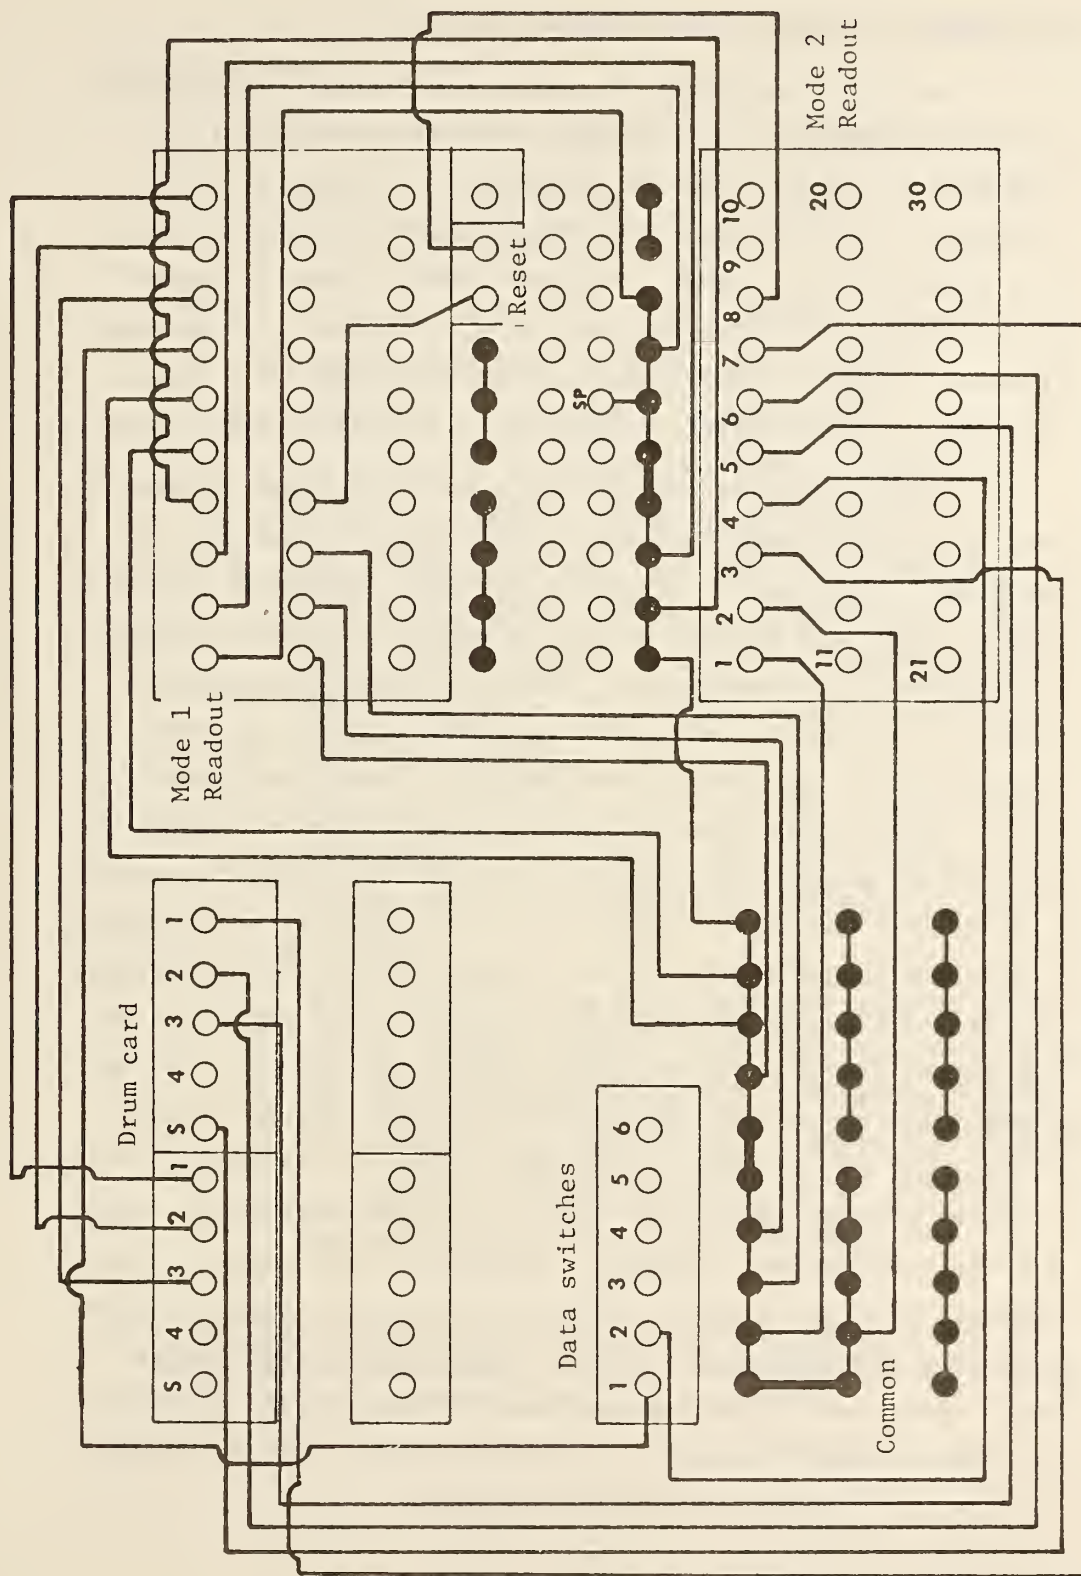 Drum card
S 4 3 2 1 S 4 3 2 1
Mode 1
Readout
Reset
SP
Data switches
1 2 3 4 5 6
1 2 3 4 5 6 7 8 9 10
11 20
21 30
Mode 2
Readout
Common